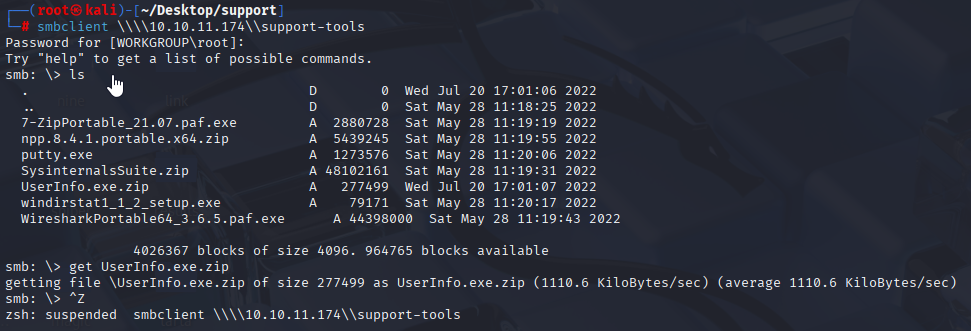 ┌──(root㉿kali)-[~/Desktop/support]
└─# smbclient \\\\10.10.11.174\\support-tools
Password for [WORKGROUP\root]:
Try "help" to get a list of possible commands.
smb: \> ls
  .                                   D        0  Wed Jul 20 17:01:06 2022
  ..                                  D        0  Sat May 28 11:18:25 2022
  7-ZipPortable_21.07.paf.exe         A  2880728  Sat May 28 11:19:19 2022
  npp.8.4.1.portable.x64.zip          A  5439245  Sat May 28 11:19:55 2022
  putty.exe                           A  1273576  Sat May 28 11:20:06 2022
  SysinternalsSuite.zip               A 48102161  Sat May 28 11:19:31 2022
  UserInfo.exe.zip                    A   277499  Wed Jul 20 17:01:07 2022
  windirstat1_1_2_setup.exe           A    79171  Sat May 28 11:20:17 2022
  WiresharkPortable64_3.6.5.paf.exe      A 44398000  Sat May 28 11:19:43 2022
                4026367 blocks of size 4096. 964765 blocks available
smb: \> get UserInfo.exe.zip
getting file \UserInfo.exe.zip of size 277499 as UserInfo.exe.zip (1110.6 KiloBytes/sec) (average 1110.6 KiloBytes/sec)
smb: \> ^Z
zsh: suspended  smbclient \\\\10.10.11.174\\support-tools